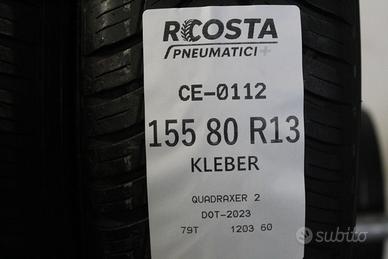 RCOSTA
PNEUMATICI+
CE-0112
155 80 R13
KLEBER
QUADRAXER 2
DOT-2023
79T 1203 60
subito